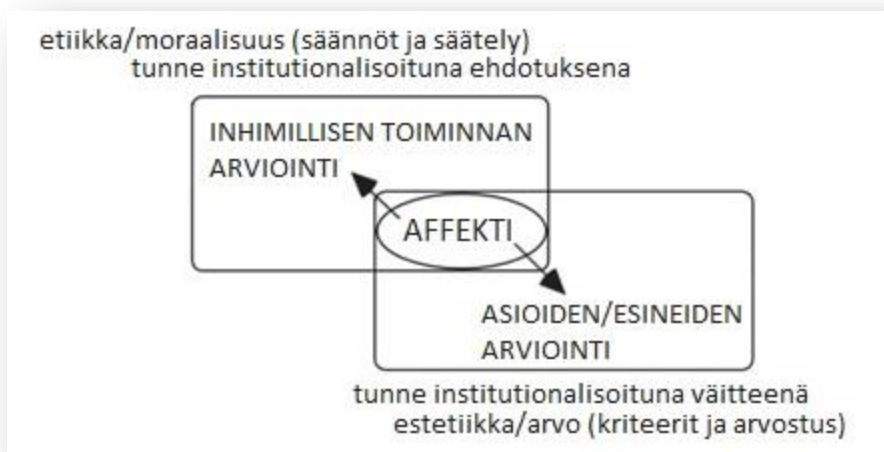 etiikka/moraalisuus (säännöt ja säätely)
tunne institutionalisoituna ehdotuksena
INHIMILLISEN TOIMINNAN
ARVIOINTI
AFFEKTI
ASIOIDEN/ESINEIDEN
ARVIOINTI
tunne institutionalisoituna väitteenä
estetiikka/arvo (kriteerit ja arvostus)